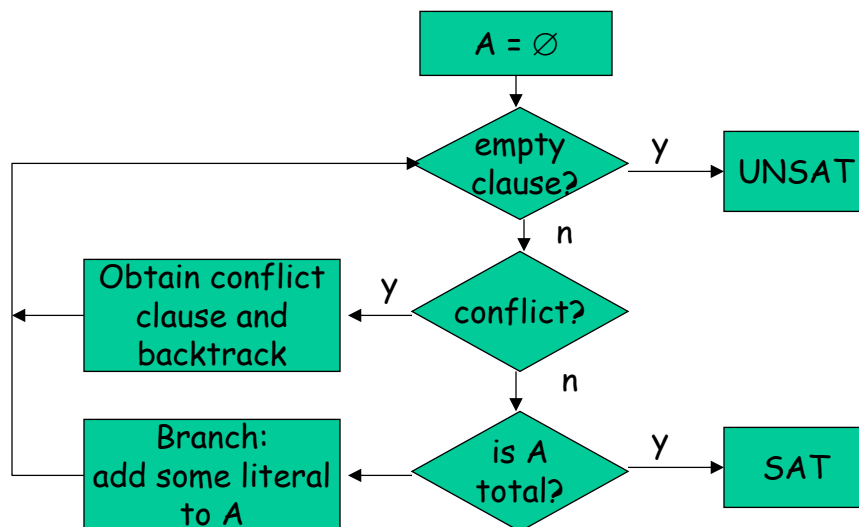 A = ∅
empty
clause?
y
UNSAT
n
Obtain conflict
clause and
backtrack
y
conflict?
n
Branch:
add some literal
to A
is A
total?
y
SAT